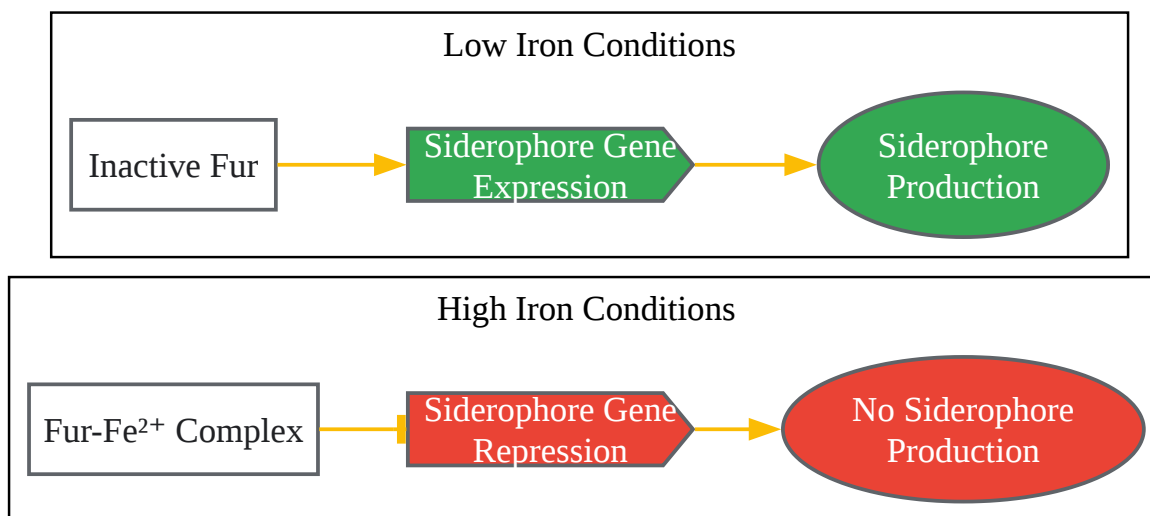 Low Iron Conditions
Inactive Fur
Siderophore Gene
Expression
Siderophore
Production
High Iron Conditions
Fur-Fe²⁺ Complex
Siderophore Gene
Repression
No Siderophore
Production